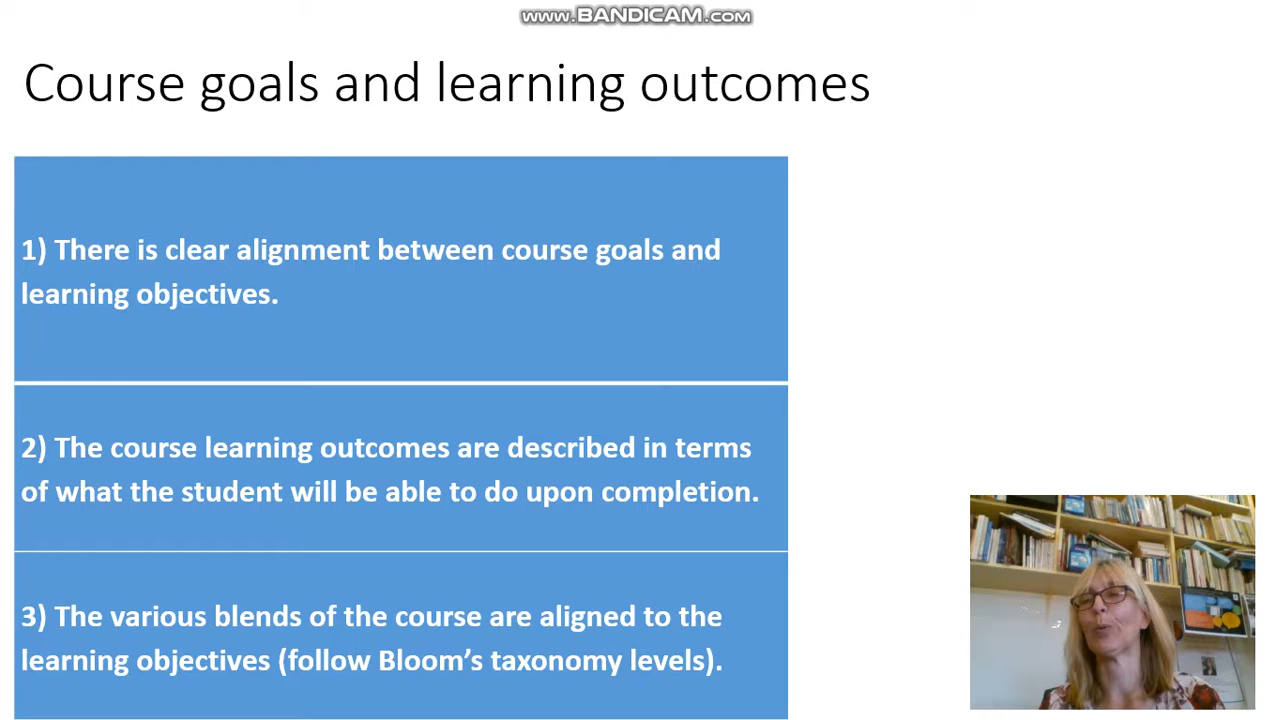 www.BANDICAM.com
Course goals and learning outcomes
1) There is clear alignment between course goals and
learning objectives.
2) The course learning outcomes are described in terms
of what the student will be able to do upon completion.
3) The various blends of the course are aligned to the
learning objectives (follow Bloom’s taxonomy levels).